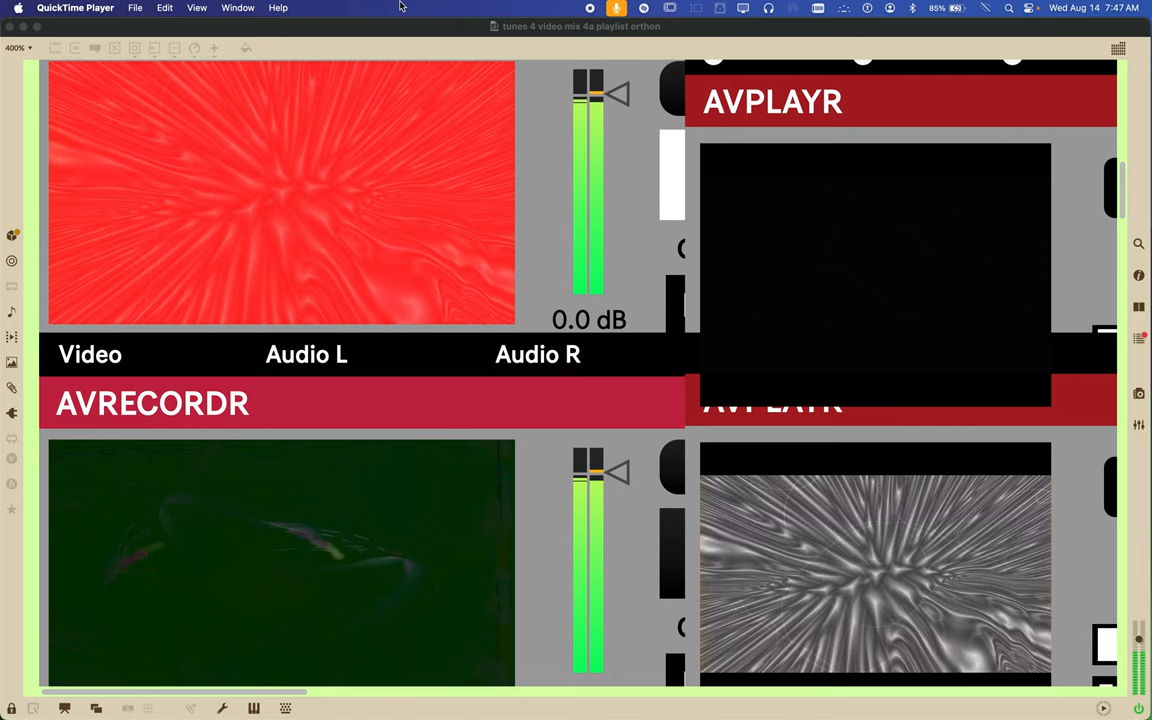 QuickTime Player File Edit View Window Help 85% Wed Aug 14 7:47 AM
tunes 4 video mix 4a playlist orthon
400%
AVPLAYR
0.0 dB
Video Audio L Audio R
AVRECORDR
AVPLAYR